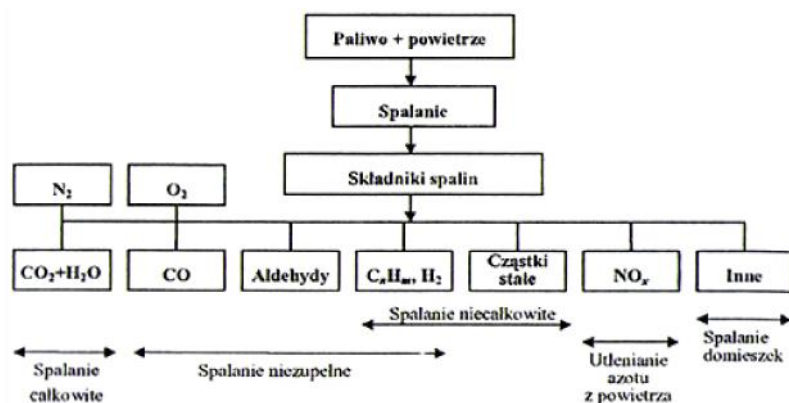 Paliwo + powietrze
Spalanie
Składniki spalin
N₂
O₂
CO₂+H₂O
CO
Aldehydy
CₙHₘ, H₂
Cząstki
stałe
NOₓ
Inne
Spalanie niecałkowite
Spalanie
całkowite
Spalanie niezupełne
Utlenianie
azotu
z powietrza
Spalanie
domieszek